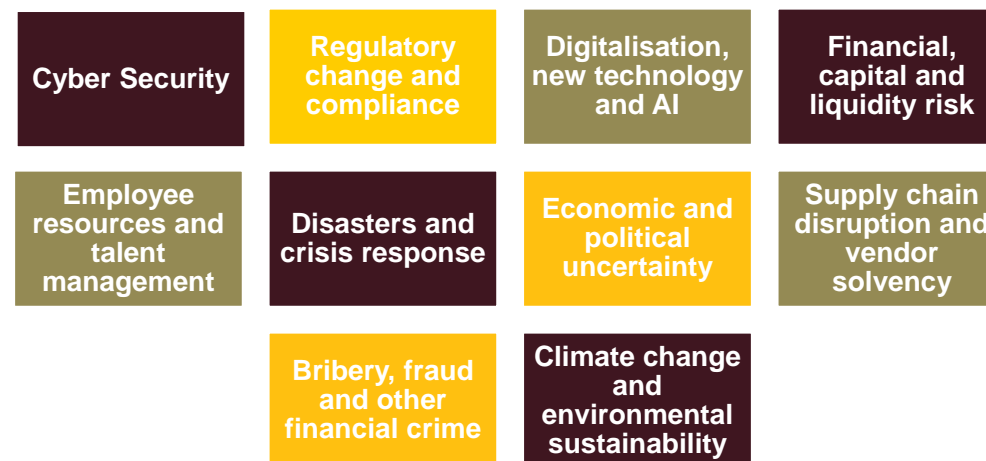 Cyber Security
Regulatory
change and
compliance
Digitalisation,
new technology
and AI
Financial,
capital and
liquidity risk
Employee
resources and
talent
management
Disasters and
crisis response
Economic and
political
uncertainty
Supply chain
disruption and
vendor
solvency
Bribery, fraud
and other
financial crime
Climate change
and
environmental
sustainability